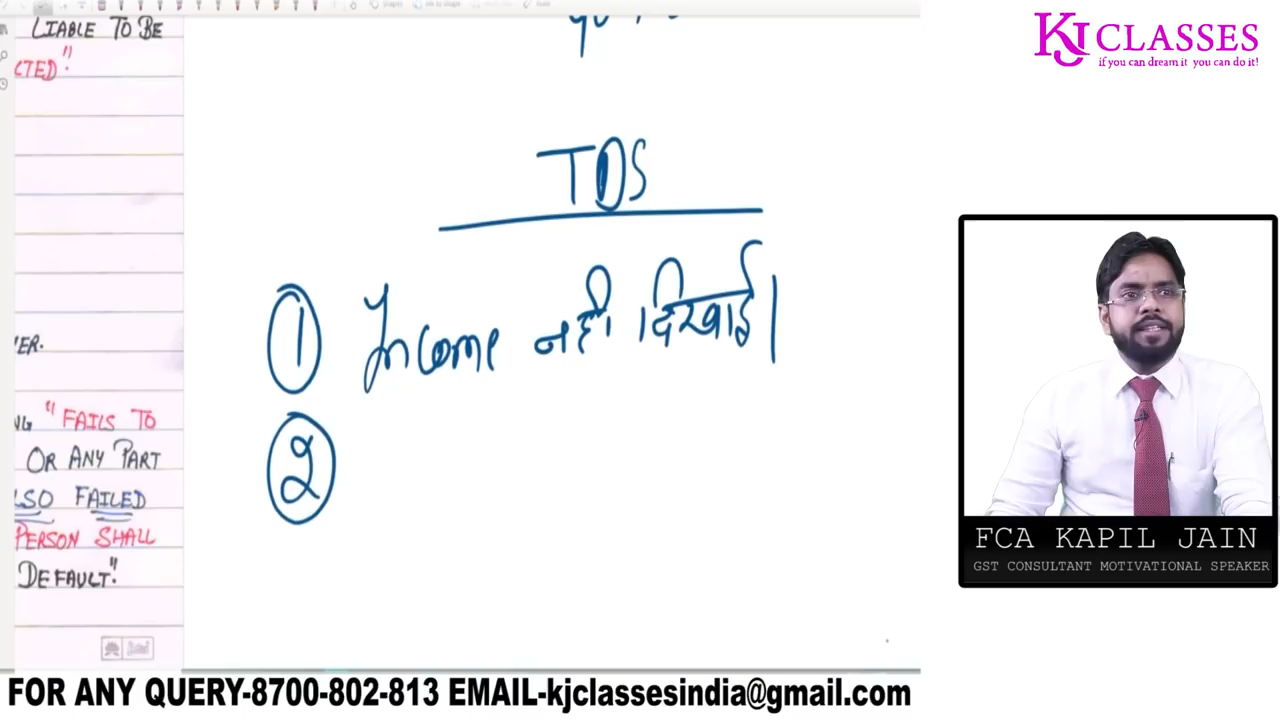 LIABLE TO BE
CTED."
ER.
"FAILS TO
OR ANY PART
LSO FAILED
PERSON SHALL
DEFAULT."
TDS
① Income नही दिखाई।
②
KJ CLASSES
if you can dream it you can do it!
FCA KAPIL JAIN
GST CONSULTANT MOTIVATIONAL SPEAKER
FOR ANY QUERY-8700-802-813 EMAIL-kjclassesindia@gmail.com